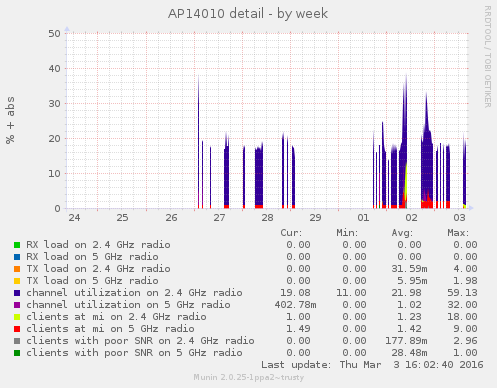 AP14010 detail - by week
RRDTOOL / TOBI OETIKER
% + abs
50
40
30
20
10
0
24 25 26 27 28 29 01 02 03
Cur: Min: Avg: Max:
RX load on 2.4 GHz radio 0.00 0.00 0.00 0.00
RX load on 5 GHz radio 0.00 0.00 0.00 0.00
TX load on 2.4 GHz radio 0.00 0.00 31.59m 4.00
TX load on 5 GHz radio 0.00 0.00 5.95m 1.98
channel utilization on 2.4 GHz radio 19.08 11.00 21.98 59.13
channel utilization on 5 GHz radio 402.78m 0.00 1.02 32.00
clients at mi on 2.4 GHz radio 1.00 0.00 1.23 18.00
clients at mi on 5 GHz radio 1.49 0.00 1.42 9.00
clients with poor SNR on 2.4 GHz radio 0.00 0.00 177.89m 2.96
clients with poor SNR on 5 GHz radio 0.00 0.00 28.48m 1.00
Last update: Thu Mar 3 16:02:40 2016
Munin 2.0.25-1ppa2~trusty